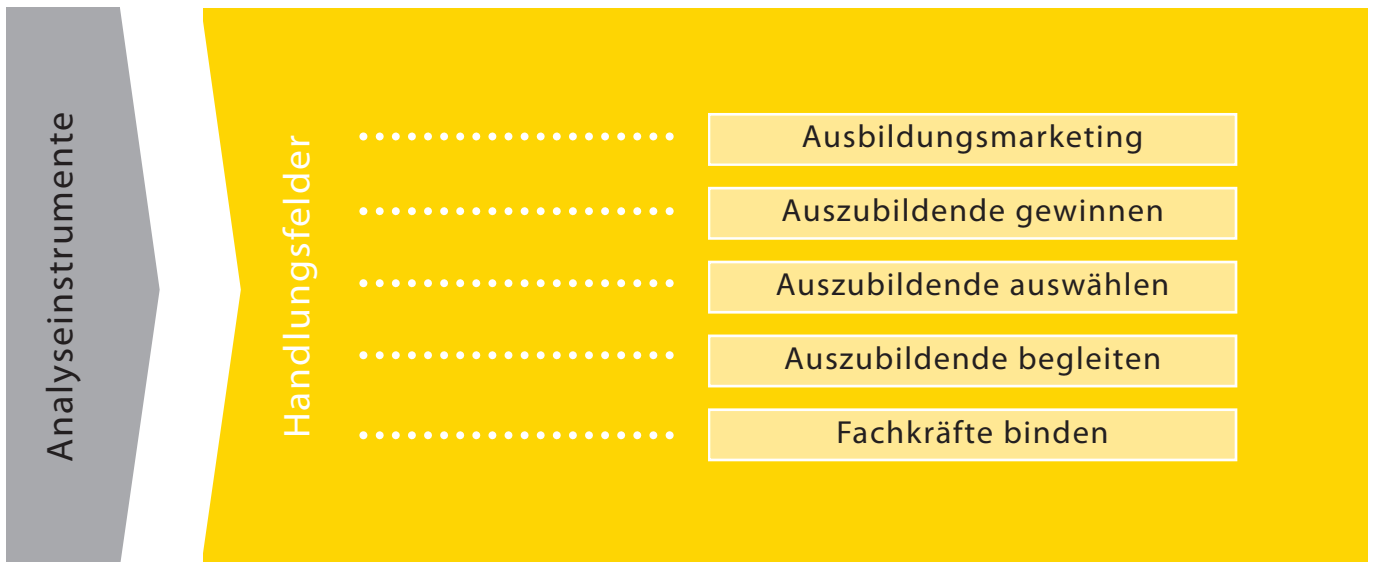 Analyseinstrumente
Handlungsfelder
Ausbildungsmarketing
Auszubildende gewinnen
Auszubildende auswählen
Auszubildende begleiten
Fachkräfte binden